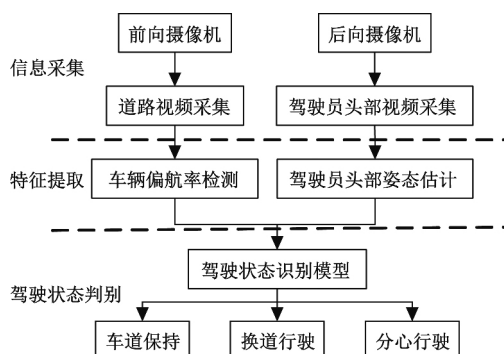 前向摄像机
后向摄像机
信息采集
道路视频采集
驾驶员头部视频采集
特征提取
车辆偏航率检测
驾驶员头部姿态估计
驾驶状态识别模型
驾驶状态判别
车道保持
换道行驶
分心行驶